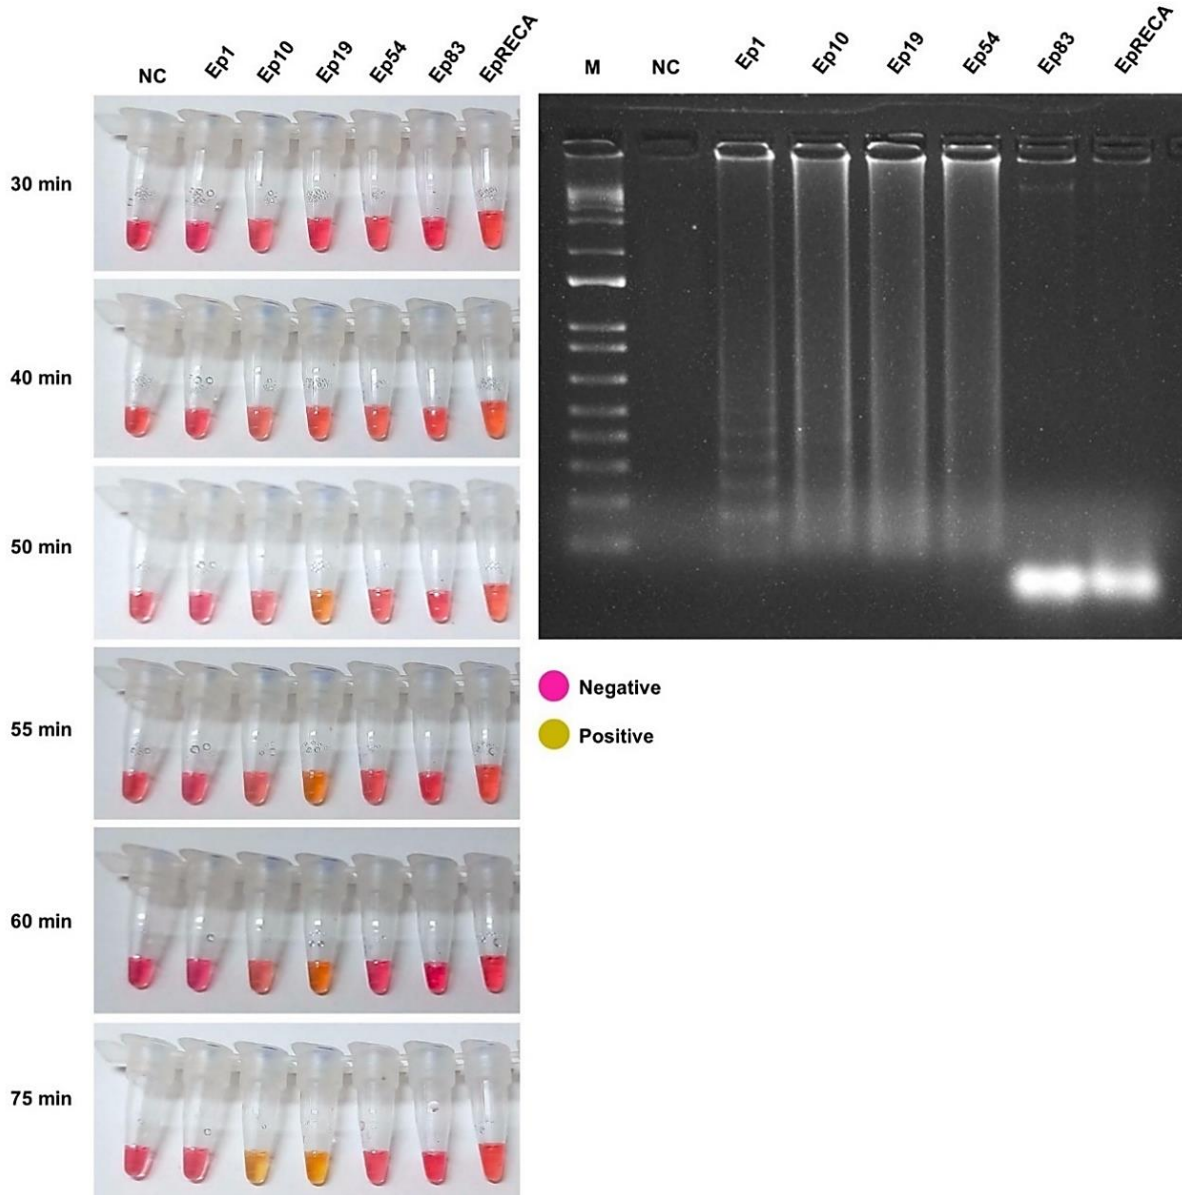 NC Ep1 Ep10 Ep19 Ep54 Ep83 EpRECA
30 min
40 min
50 min
55 min
60 min
75 min
M NC Ep1 Ep10 Ep19 Ep54 Ep83 EpRECA
Negative
Positive